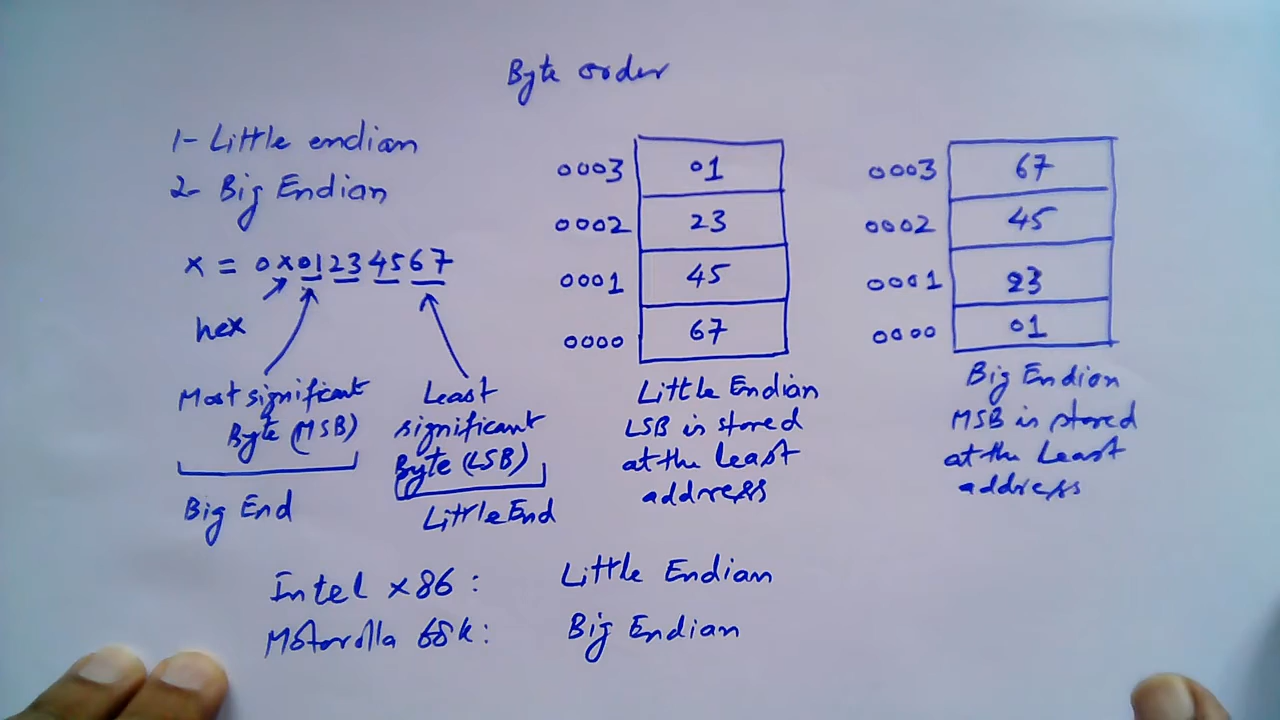 Byte order
1- Little endian
2- Big Endian
x = 0x01234567
hex
Most significant
Byte (MSB)
Big End
Least
significant
Byte (LSB)
Little End
0003 01
0002 23
0001 45
0000 67
Little Endian
LSB is stored
at the least
address
0003 67
0002 45
0001 23
0000 01
Big Endian
MSB is stored
at the least
address
Intel x86: Little Endian
Motorolla 68k: Big Endian